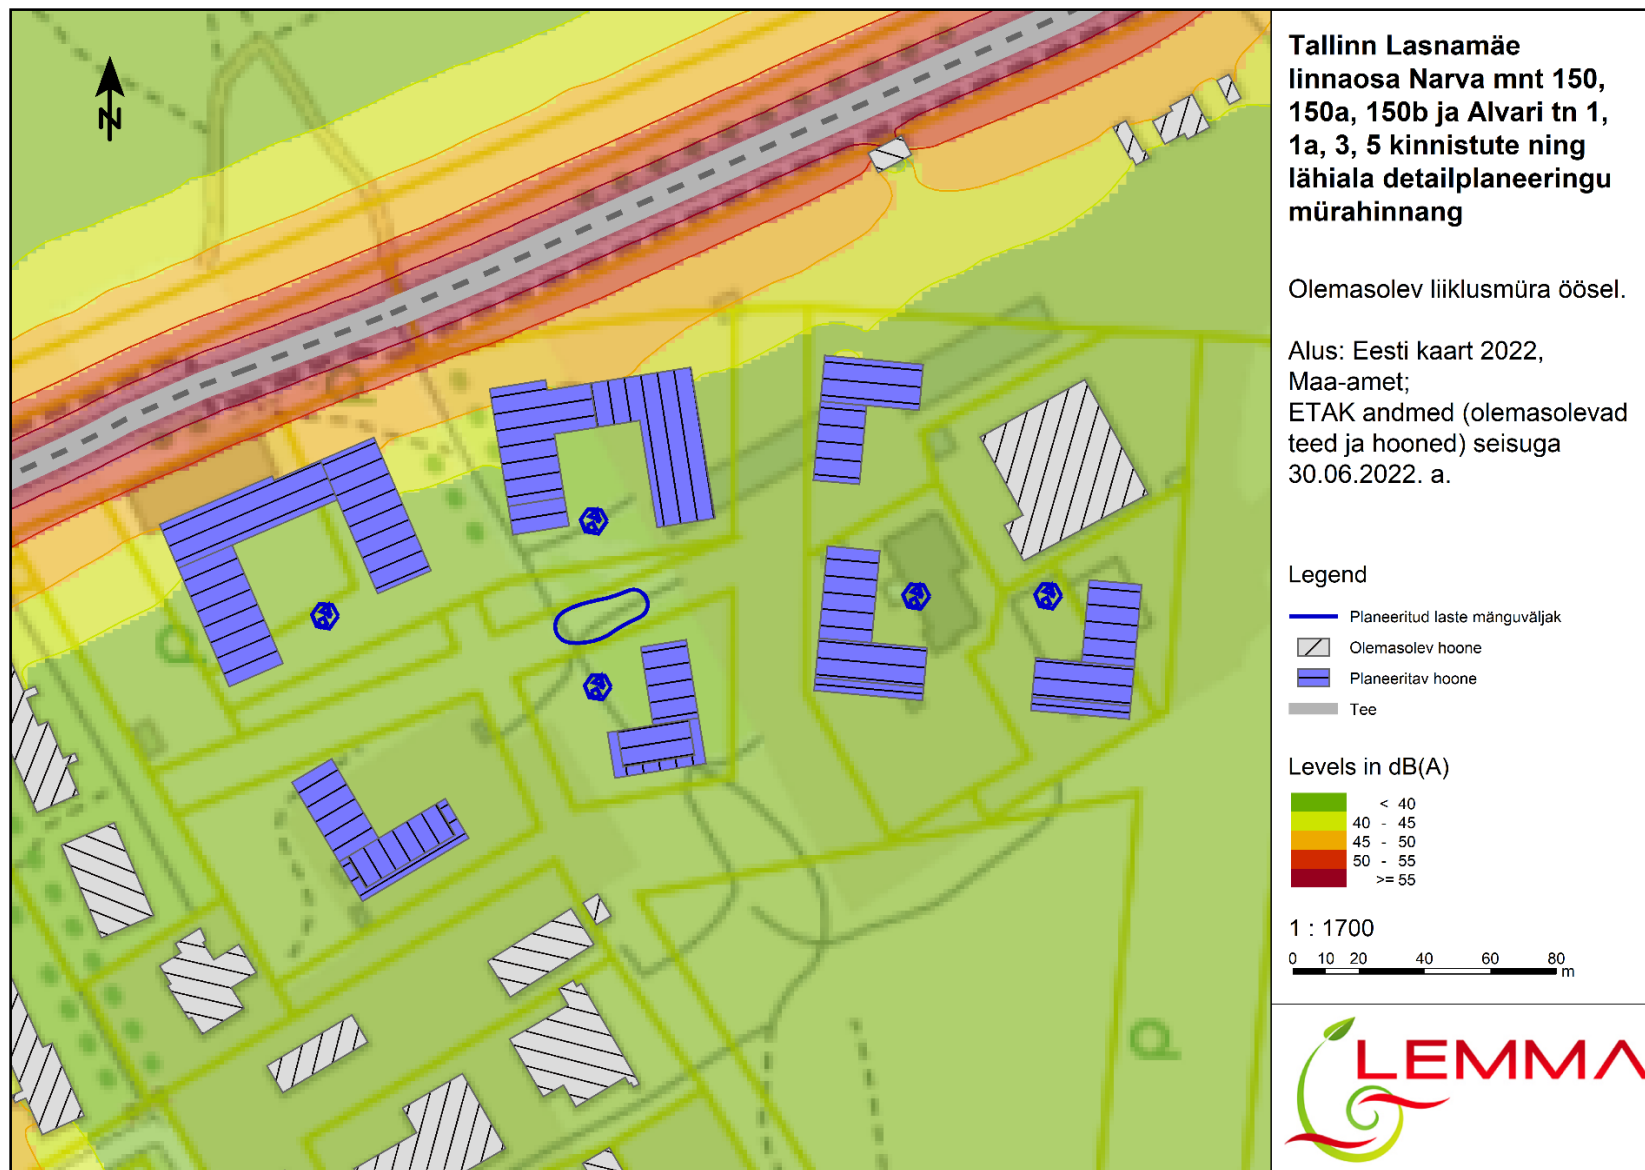 N
Tallinn Lasnamäe
linnaosa Narva mnt 150,
150a, 150b ja Alvari tn 1,
1a, 3, 5 kinnistute ning
lähiala detailplaneeringu
mürahinnang
Olemasolev liiklusmüra öösel.
Alus: Eesti kaart 2022,
Maa-amet;
ETAK andmed (olemasolevad
teed ja hooned) seisuga
30.06.2022. a.
Legend
Planeeritud laste mänguväljak
Olemasolev hoone
Planeeritav hoone
Tee
Levels in dB(A)
< 40
40 - 45
45 - 50
50 - 55
>= 55
1 : 1700
0 10 20 40 60 80
m
LEMMA